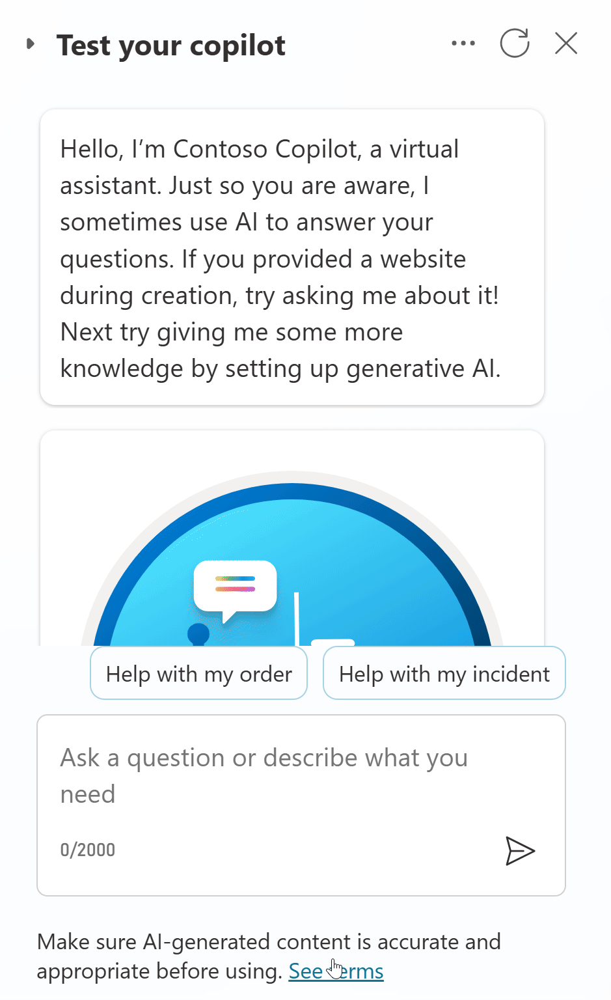 Test your copilot
Hello, I’m Contoso Copilot, a virtual
assistant. Just so you are aware, I
sometimes use AI to answer your
questions. If you provided a website
during creation, try asking me about it!
Next try giving me some more
knowledge by setting up generative AI.
Help with my order
Help with my incident
Ask a question or describe what you
need
0/2000
Make sure AI-generated content is accurate and
appropriate before using. See terms